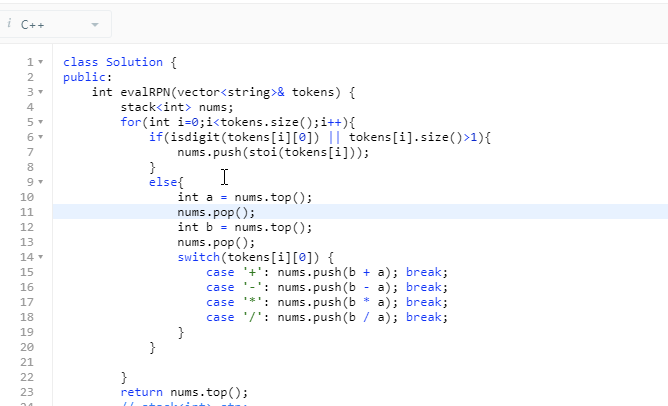 i C++
1 class Solution {
2 public:
3 int evalRPN(vector<string>& tokens) {
4 stack<int> nums;
5 for(int i=0;i<tokens.size();i++){
6 if(isdigit(tokens[i][0]) || tokens[i].size()>1){
7 nums.push(stoi(tokens[i]));
8 }
9 else{
10 int a = nums.top();
11 nums.pop();
12 int b = nums.top();
13 nums.pop();
14 switch(tokens[i][0]) {
15 case '+': nums.push(b + a); break;
16 case '-': nums.push(b - a); break;
17 case '*': nums.push(b * a); break;
18 case '/': nums.push(b / a); break;
19 }
20 }
21
22 }
23 return nums.top();